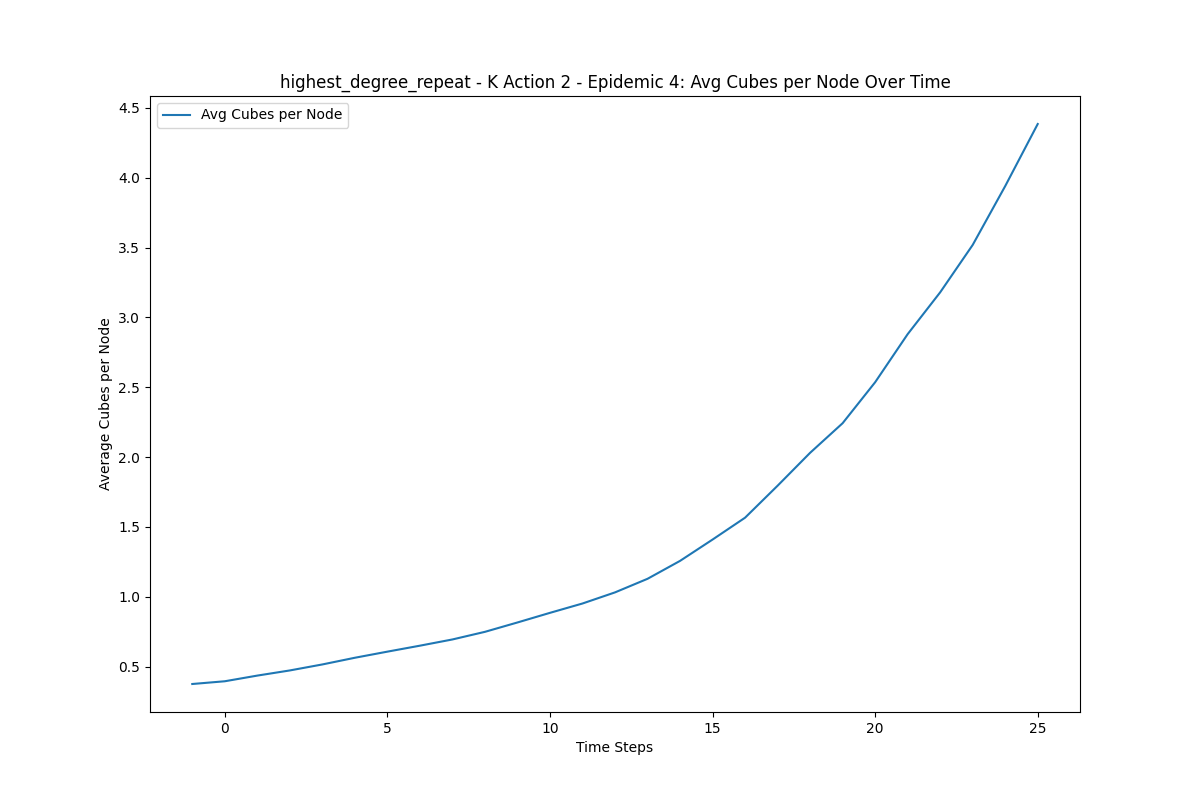 highest_degree_repeat - K Action 2 - Epidemic 4: Avg Cubes per Node Over Time
Avg Cubes per Node
Average Cubes per Node
4.5
4.0
3.5
3.0
2.5
2.0
1.5
1.0
0.5
0 5 10 15 20 25
Time Steps